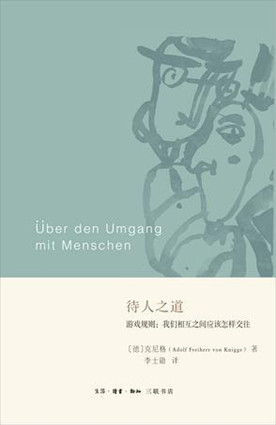 Über den Umgang
mit Menschen
待人之道
游戏规则：我们相互之间应该怎样交往
［德］克尼格（Adolf Freiherr von Knigge） 著
李士勋 译
生活·读书·新知 三联书店